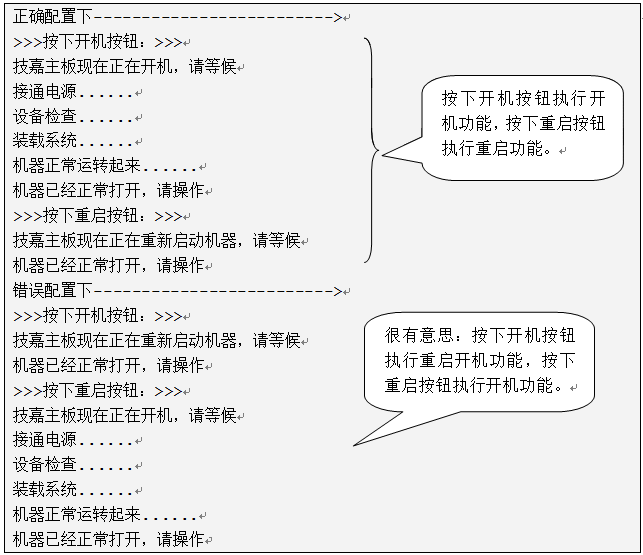 正确配置下------------------------->
>>>按下开机按钮：>>>
技嘉主板现在正在开机，请等候
接通电源......
设备检查......
装载系统......
机器正常运转起来......
机器已经正常打开，请操作
>>>按下重启按钮：>>>
技嘉主板现在正在重新启动机器，请等候
机器已经正常打开，请操作
按下开机按钮执行开
机功能，按下重启按钮
执行重启功能。
错误配置下------------------------->
>>>按下开机按钮：>>>
技嘉主板现在正在重新启动机器，请等候
机器已经正常打开，请操作
>>>按下重启按钮：>>>
技嘉主板现在正在开机，请等候
接通电源......
设备检查......
装载系统......
机器正常运转起来......
机器已经正常打开，请操作
很有意思：按下开机按钮
执行重启开机功能，按下
重启按钮执行开机功能。